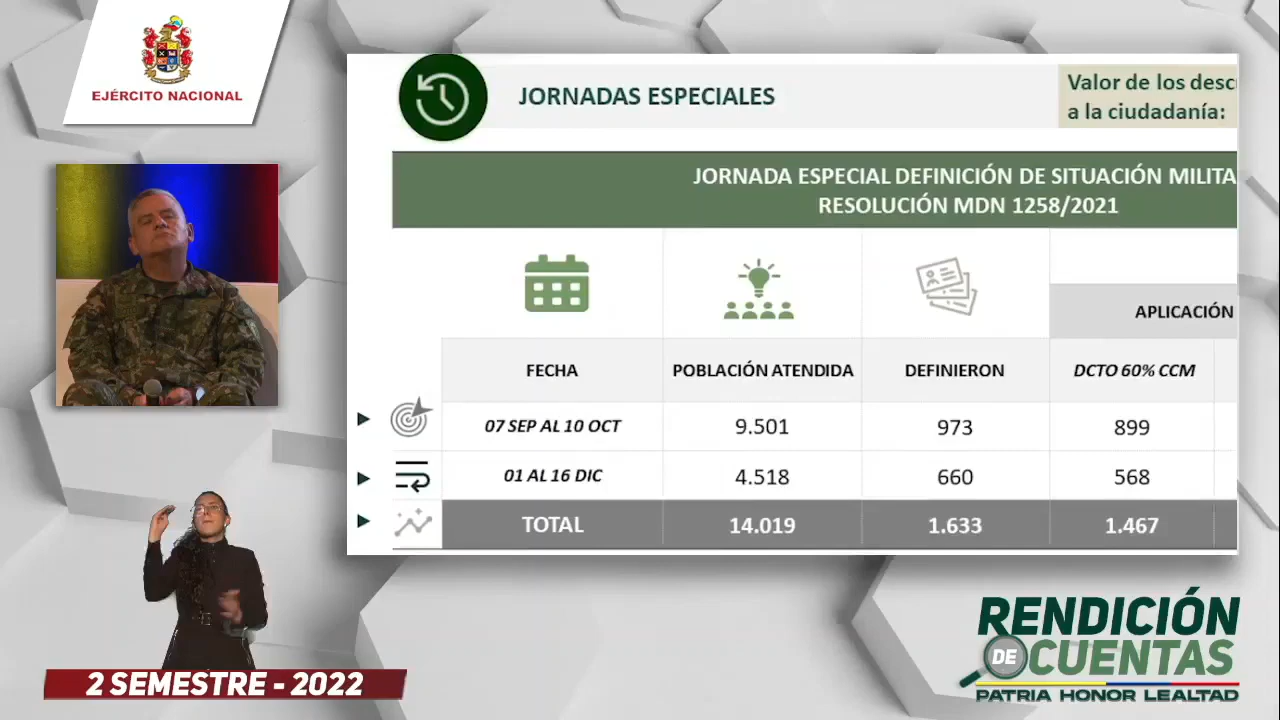 EJÉRCITO NACIONAL
JORNADAS ESPECIALES
Valor de los desc
a la ciudadanía:
JORNADA ESPECIAL DEFINICIÓN DE SITUACIÓN MILITA
RESOLUCIÓN MDN 1258/2021
APLICACIÓN
FECHA POBLACIÓN ATENDIDA DEFINIERON DCTO 60% CCM
07 SEP AL 10 OCT 9.501 973 899
01 AL 16 DIC 4.518 660 568
TOTAL 14.019 1.633 1.467
2 SEMESTRE - 2022
RENDICIÓN
DE CUENTAS
PATRIA HONOR LEALTAD